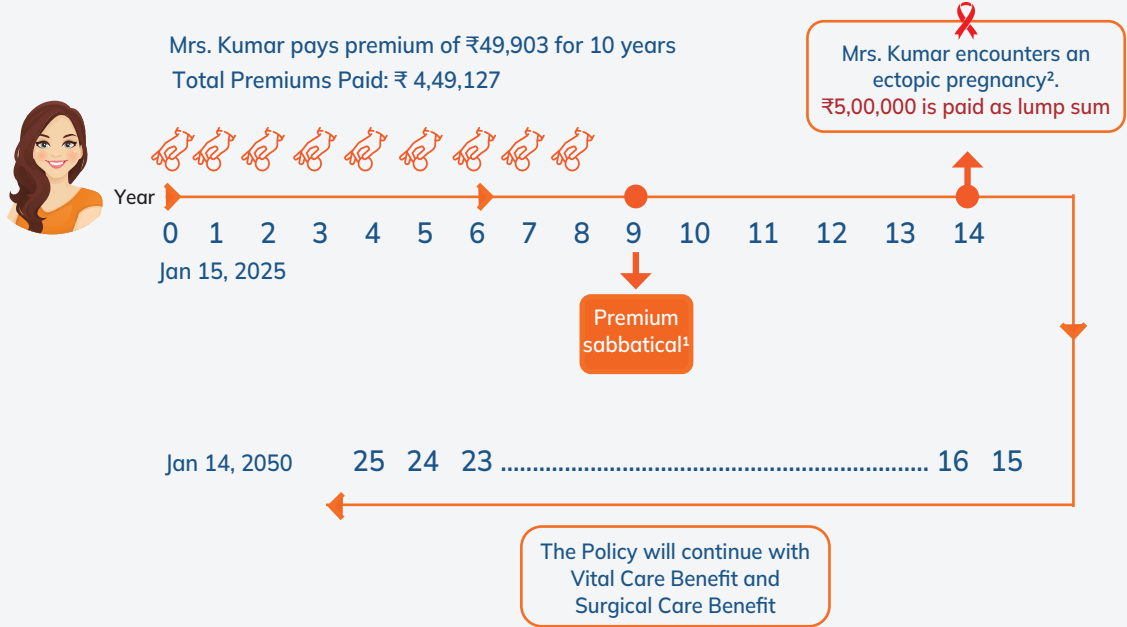 Mrs. Kumar pays premium of ₹49,903 for 10 years
Total Premiums Paid: ₹ 4,49,127
Mrs. Kumar encounters an
ectopic pregnancy².
₹5,00,000 is paid as lump sum
Year
0 1 2 3 4 5 6 7 8 9 10 11 12 13 14
Jan 15, 2025
Premium
sabbatical¹
Jan 14, 2050 25 24 23 ........................................................................................ 16 15
The Policy will continue with
Vital Care Benefit and
Surgical Care Benefit